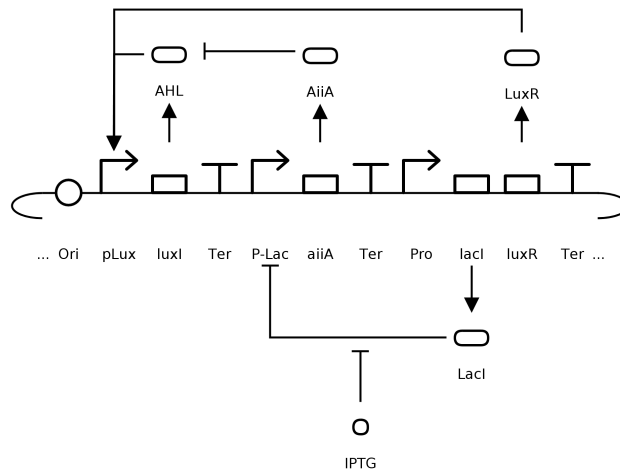 AHL AiiA LuxR
... Ori pLux luxI Ter P-Lac aiiA Ter Pro lacI luxR Ter ...
LacI
IPTG